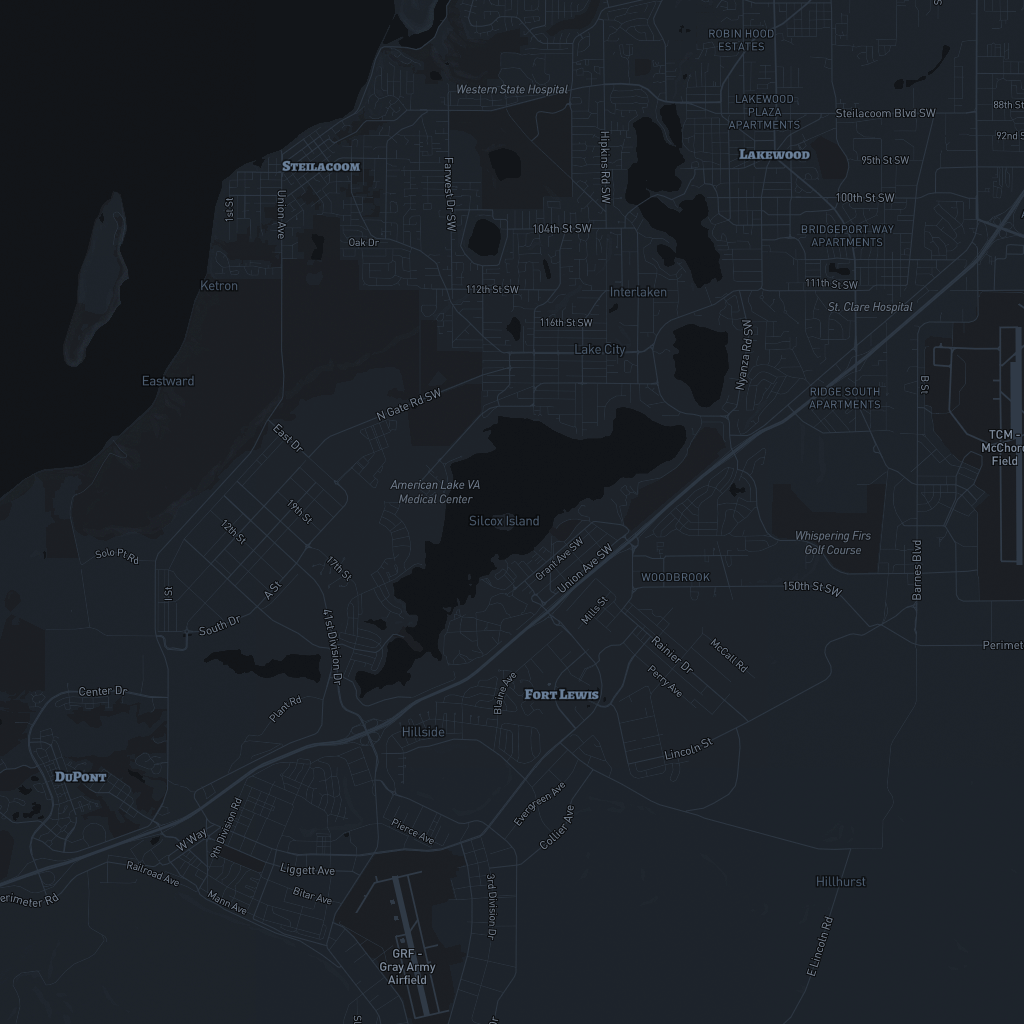 ROBIN HOOD
ESTATES
Western State Hospital
LAKEWOOD
PLAZA
APARTMENTS
88th St
Steilacoom Blvd SW
92nd S
LAKEWOOD
STEILACOOM
95th St SW
Hipkins Rd SW
Farwest Dr SW
1st St
Union Ave
100th St SW
104th St SW
BRIDGEPORT WAY
APARTMENTS
Oak Dr
Ketron
112th St SW
Interlaken
111th St SW
St. Clare Hospital
116th St SW
Lake City
Nyanza Rd SW
Eastward
B St
RIDGE SOUTH
APARTMENTS
N Gate Rd SW
East Dr
TCM -
McChord
Field
American Lake VA
Medical Center
19th St
Silcox Island
12th St
Whispering Firs
Golf Course
Solo Pt Rd
Grant Ave SW
Union Ave SW
17th St
WOODBROOK
Barnes Blvd
150th St SW
A St
Mills St
South Dr
41st Division Dr
Rainier Dr
McCall Rd
Perimet
Perry Ave
Center Dr
Blaine Ave
FORT LEWIS
Plant Rd
Hillside
Lincoln St
DUPONT
Evergreen Ave
Collier Ave
9th Division Rd
Pierce Ave
W Way
Liggett Ave
Railroad Ave
Bitar Ave
Mann Ave
erimeter Rd
3rd Division Dr
Hillhurst
E Lincoln Rd
GRF -
Gray Army
Airfield